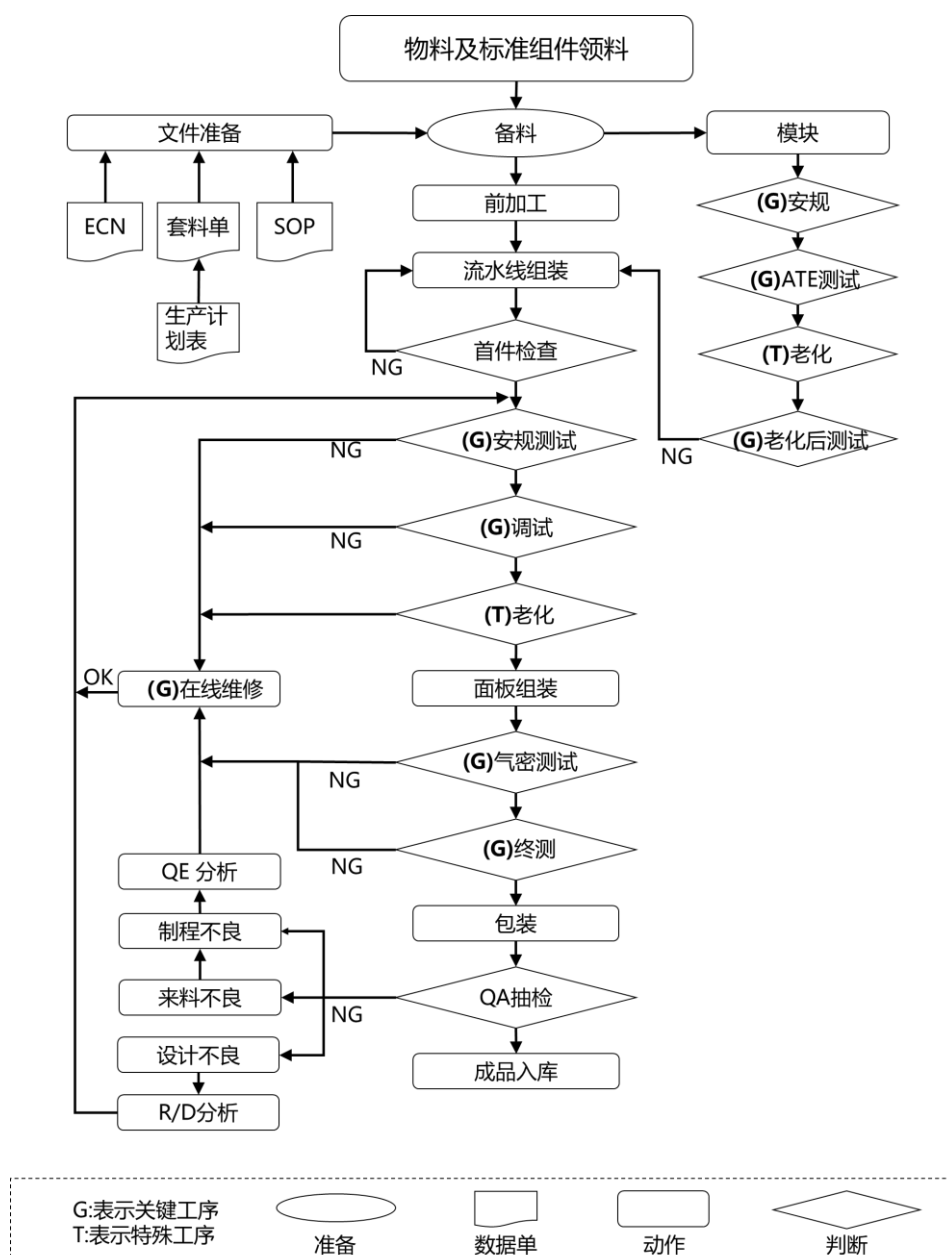 物料及标准组件领料
文件准备
备料
模块
ECN
套料单
SOP
前加工
(G)安规
生产计
划表
流水线组装
(G)ATE测试
首件检查
NG
(T)老化
(G)安规测试
NG
(G)老化后测试
NG
(G)调试
NG
(T)老化
OK
(G)在线维修
面板组装
(G)气密测试
NG
(G)终测
NG
QE 分析
制程不良
包装
来料不良
QA抽检
NG
设计不良
成品入库
R/D分析
G:表示关键工序
T:表示特殊工序
准备
数据单
动作
判断